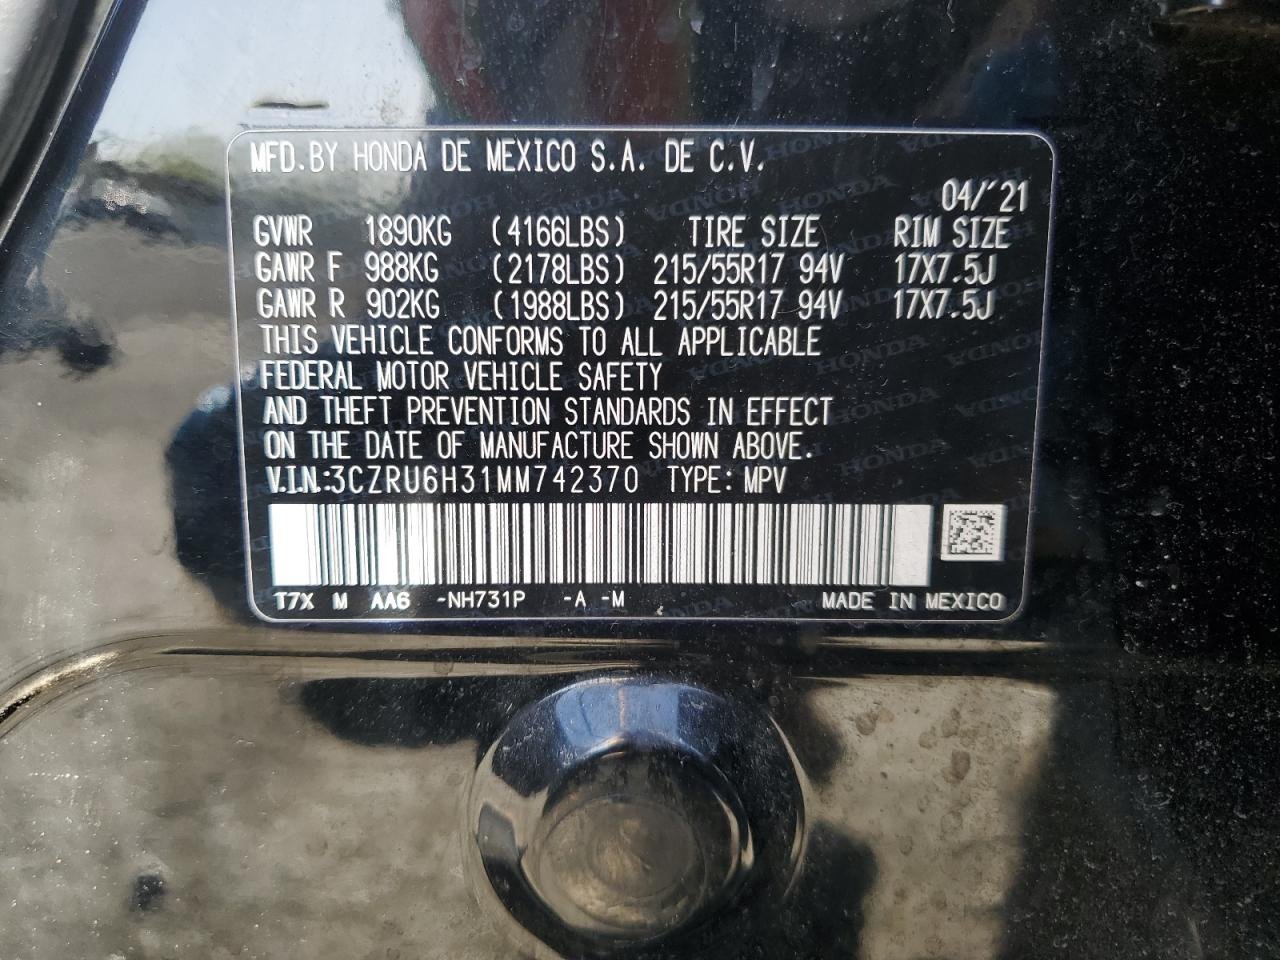 MFD.BY HONDA DE MEXICO S.A. DE C.V.
04/'21
GVWR 1890KG (4166LBS) TIRE SIZE RIM SIZE
GAWR F 988KG (2178LBS) 215/55R17 94V 17X7.5J
GAWR R 902KG (1988LBS) 215/55R17 94V 17X7.5J
THIS VEHICLE CONFORMS TO ALL APPLICABLE
FEDERAL MOTOR VEHICLE SAFETY
AND THEFT PREVENTION STANDARDS IN EFFECT
ON THE DATE OF MANUFACTURE SHOWN ABOVE.
V.I.N.:3CZRU6H31MM742370 TYPE: MPV
T7X M AA6 -NH731P -A -M MADE IN MEXICO